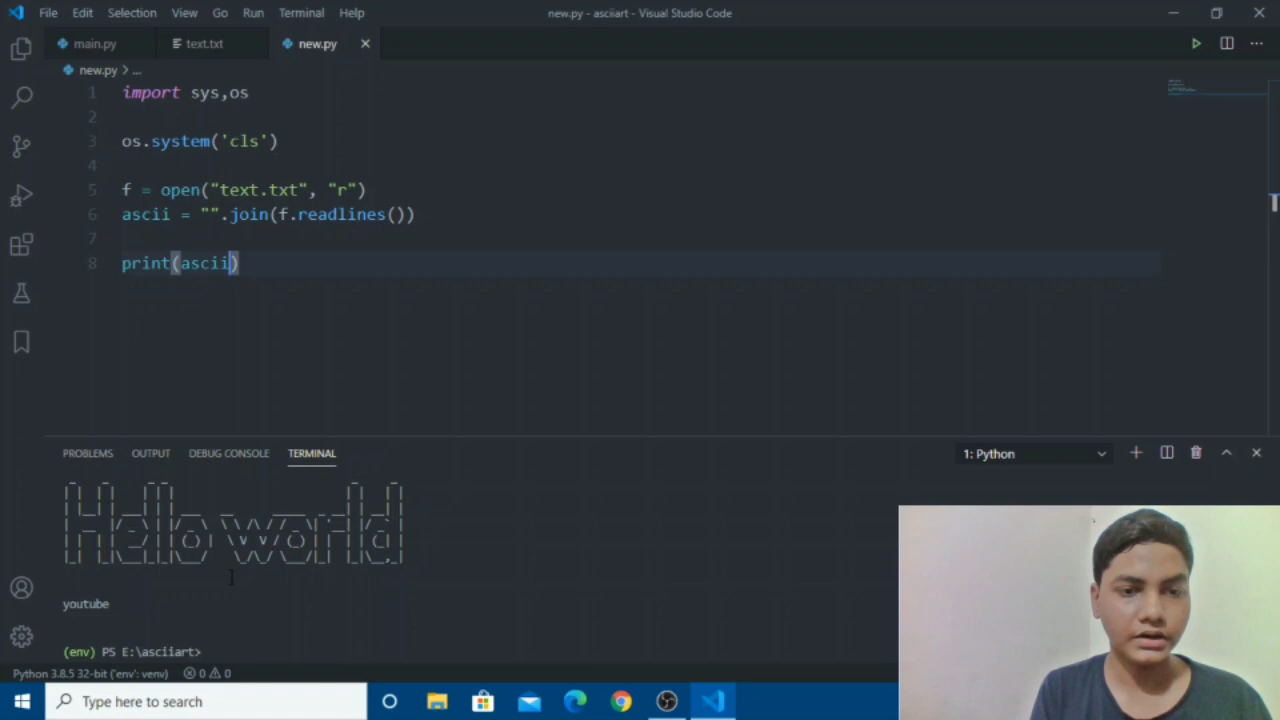 File Edit Selection View Go Run Terminal Help new.py - asciiart - Visual Studio Code
main.py text.txt new.py
new.py > ...
1 import sys,os
2
3 os.system('cls')
4
5 f = open("text.txt", "r")
6 ascii = "".join(f.readlines())
7
8 print(ascii)
PROBLEMS OUTPUT DEBUG CONSOLE TERMINAL 1: Python
Hello world
youtube
(env) PS E:\asciiart>
Python 3.8.5 32-bit ('env': venv) 0 0
Type here to search